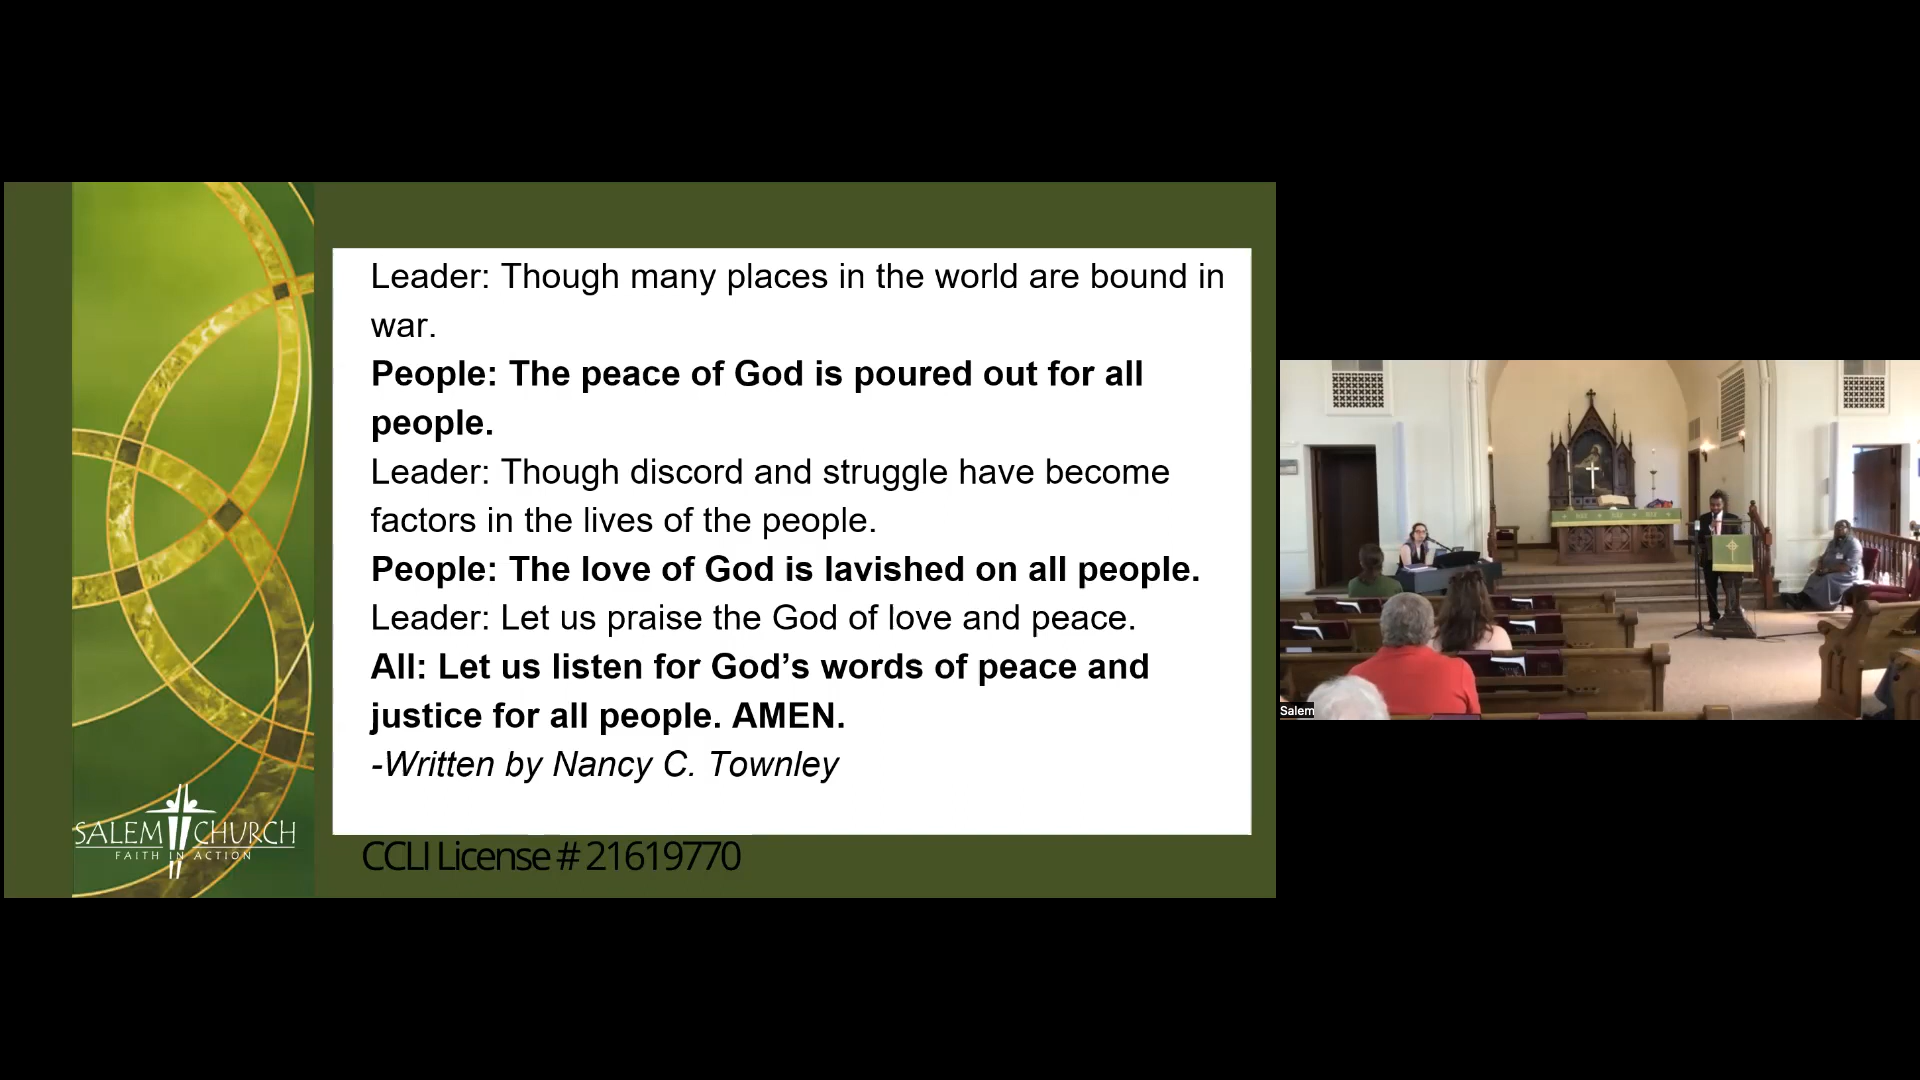 Leader: Though many places in the world are bound in
war.
People: The peace of God is poured out for all
people.
Leader: Though discord and struggle have become
factors in the lives of the people.
People: The love of God is lavished on all people.
Leader: Let us praise the God of love and peace.
All: Let us listen for God’s words of peace and
justice for all people. AMEN.
-Written by Nancy C. Townley
SALEM CHURCH
FAITH IN ACTION
CCLI License # 21619770
Salem